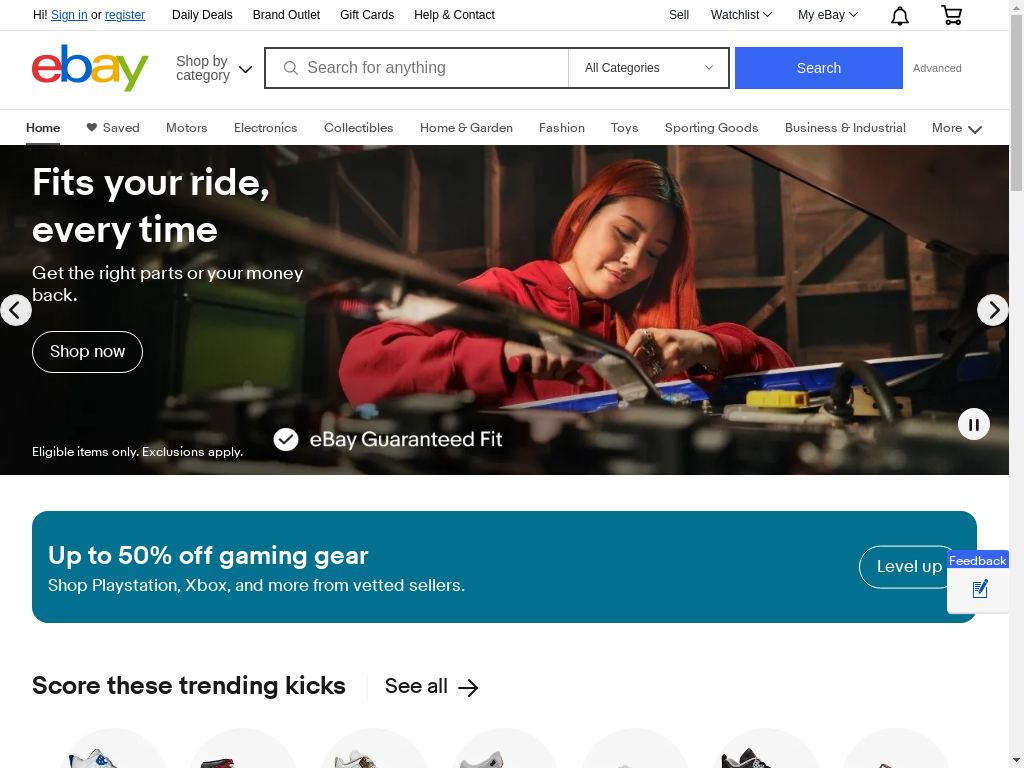 Hi! Sign in or register
Daily Deals
Brand Outlet
Gift Cards
Help & Contact
Sell
Watchlist
My eBay
ebay
Shop by
category
Search for anything
All Categories
Search
Advanced
Home
Saved
Motors
Electronics
Collectibles
Home & Garden
Fashion
Toys
Sporting Goods
Business & Industrial
More
Fits your ride,
every time
Get the right parts or your money
back.
Shop now
Eligible items only. Exclusions apply.
eBay Guaranteed Fit
Up to 50% off gaming gear
Shop Playstation, Xbox, and more from vetted sellers.
Level up
Feedback
Score these trending kicks
See all